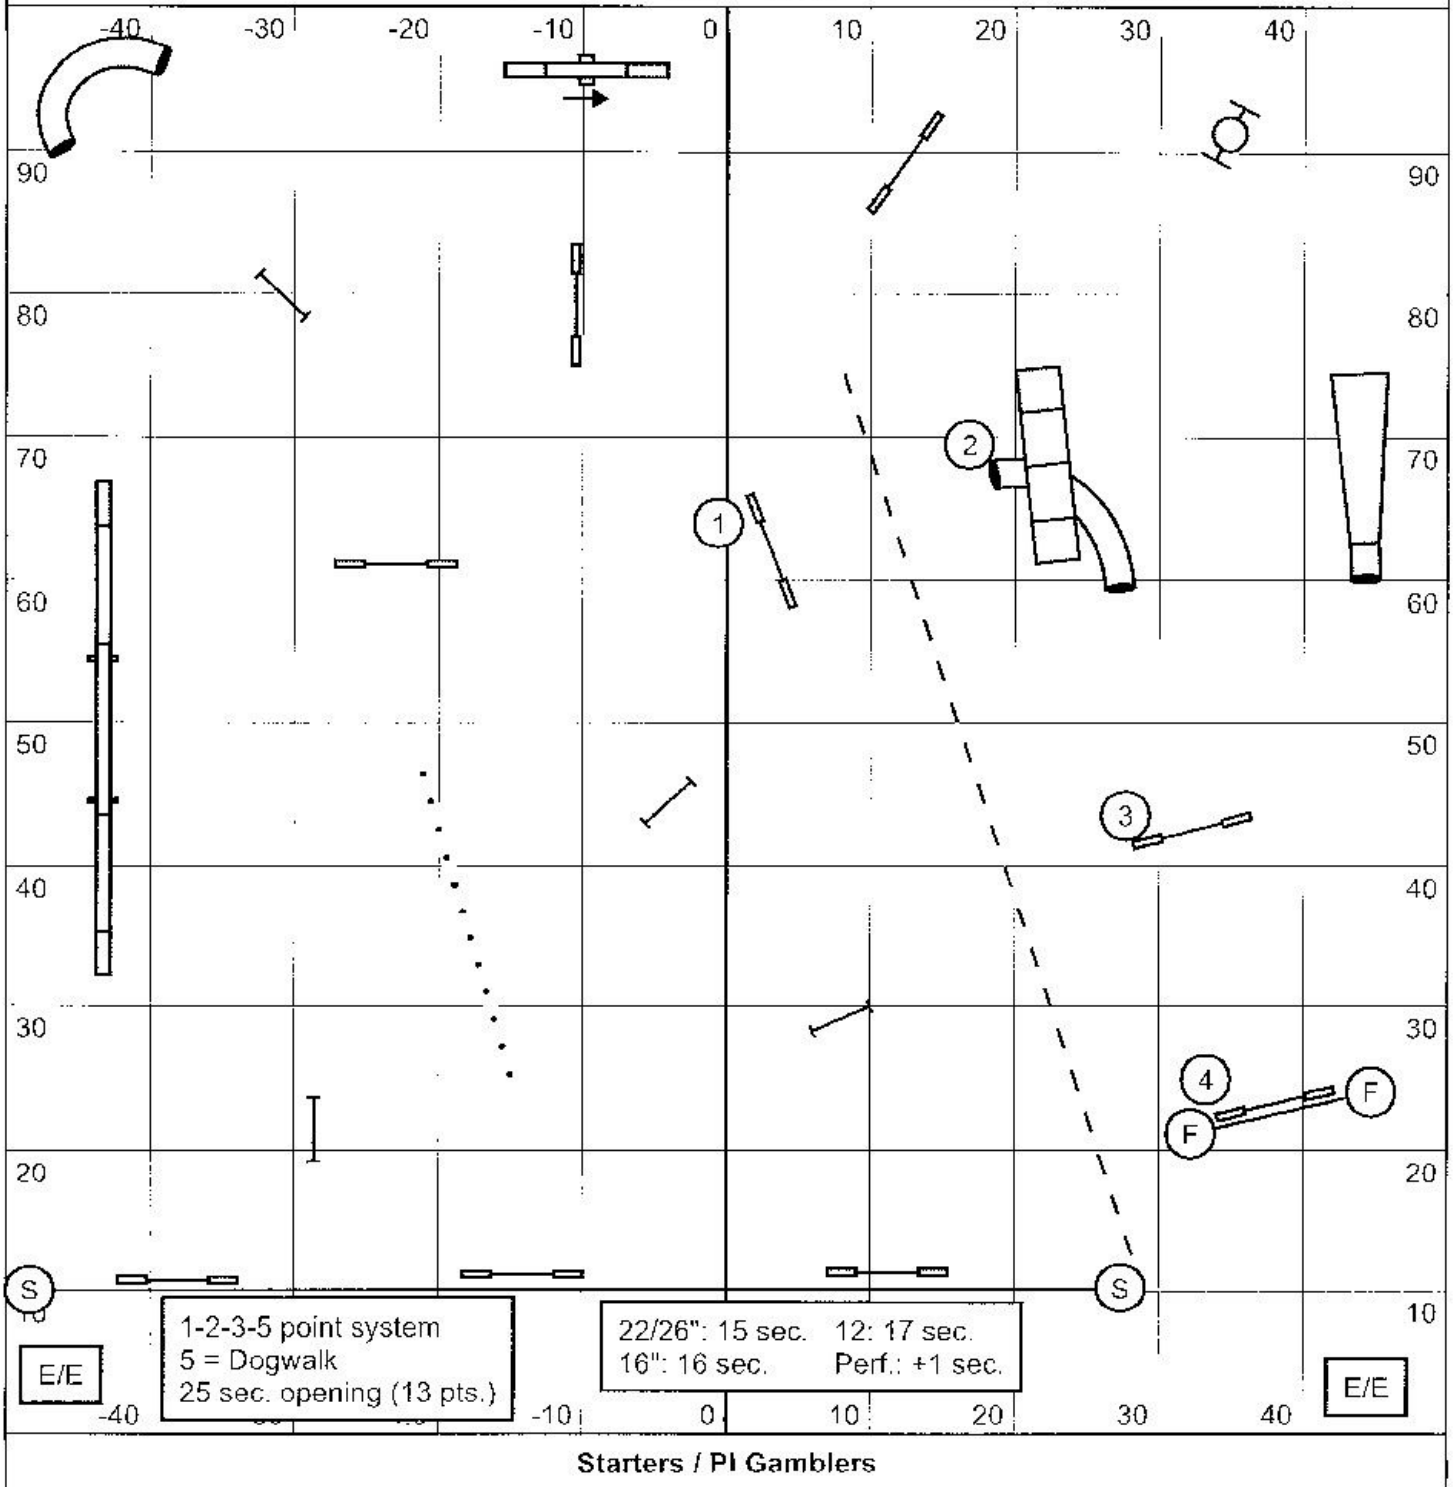 -40 -30 -20 -10 0 10 20 30 40
90 90
80 80
2
70 70
1
60 60
50 50
3
40 40
30 30
4 F
F
20 20
S S
10 10
1-2-3-5 point system
5 = Dogwalk
25 sec. opening (13 pts.)
22/26": 15 sec. 12: 17 sec.
16": 16 sec. Perf.: +1 sec.
E/E E/E
-40 -10 0 10 20 30 40
Starters / PI Gamblers